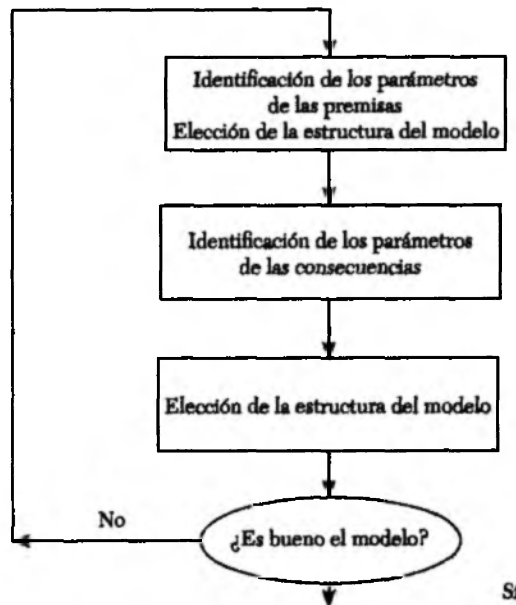 Identificación de los parámetros
de las premisas
Elección de la estructura del modelo
Identificación de los parámetros
de las consecuencias
Elección de la estructura del modelo
¿Es bueno el modelo?
No
Sí